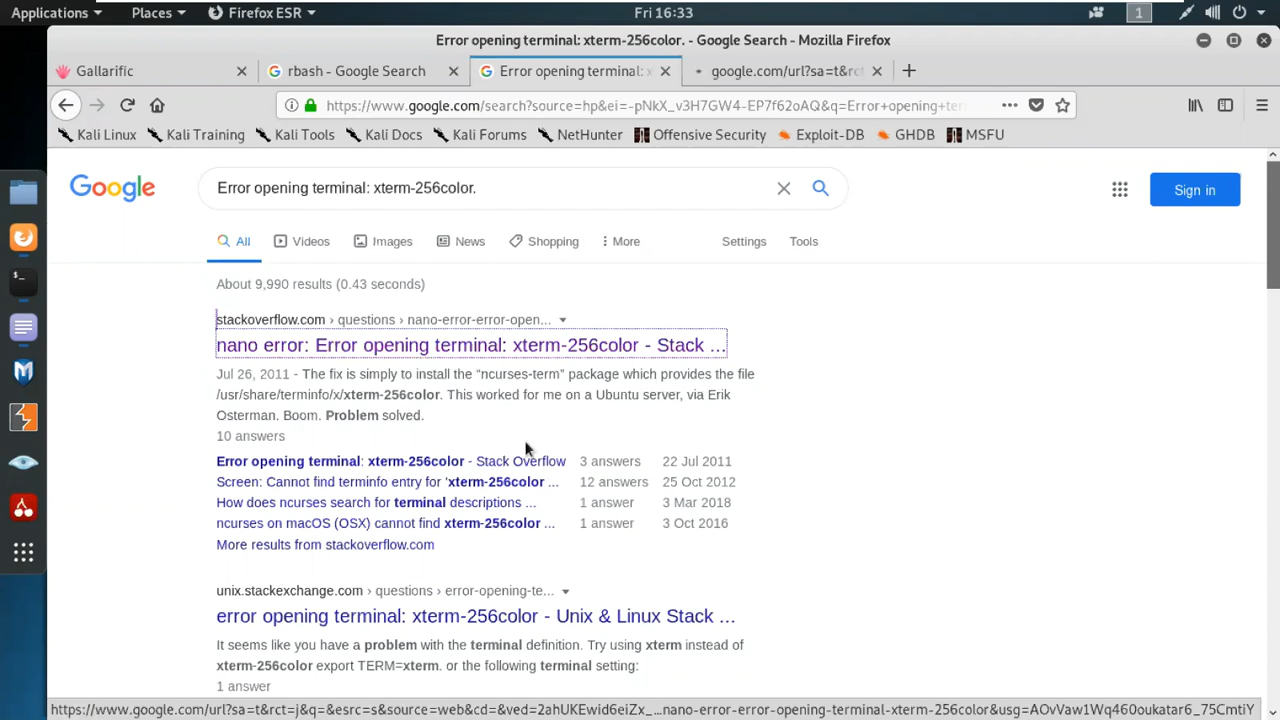 Applications Places Firefox ESR Fri 16:33 1
Error opening terminal: xterm-256color. - Google Search - Mozilla Firefox
Gallarific rbash - Google Search Error opening terminal: x google.com/url?sa=t&rct
https://www.google.com/search?source=hp&ei=-pNkX_v3H7GW4-EP7f62oAQ&q=Error+opening+ter
Kali Linux Kali Training Kali Tools Kali Docs Kali Forums NetHunter Offensive Security Exploit-DB GHDB MSFU
Google Error opening terminal: xterm-256color. Sign in
All Videos Images News Shopping More Settings Tools
About 9,990 results (0.43 seconds)
stackoverflow.com › questions › nano-error-error-open...
nano error: Error opening terminal: xterm-256color - Stack ...
Jul 26, 2011 - The fix is simply to install the “ncurses-term” package which provides the file
/usr/share/terminfo/x/xterm-256color. This worked for me on a Ubuntu server, via Erik
Osterman. Boom. Problem solved.
10 answers
Error opening terminal: xterm-256color - Stack Overflow 3 answers 22 Jul 2011
Screen: Cannot find terminfo entry for 'xterm-256color ... 12 answers 25 Oct 2012
How does ncurses search for terminal descriptions ... 1 answer 3 Mar 2018
ncurses on macOS (OSX) cannot find xterm-256color ... 1 answer 3 Oct 2016
More results from stackoverflow.com
unix.stackexchange.com › questions › error-opening-te...
error opening terminal: xterm-256color - Unix & Linux Stack ...
It seems like you have a problem with the terminal definition. Try using xterm instead of
xterm-256color export TERM=xterm. or the following terminal setting:
1 answer
https://www.google.com/url?sa=t&rct=j&q=&esrc=s&source=web&cd=&ved=2ahUKEwid6eiZx_…nano-error-error-opening-terminal-xterm-256color&usg=AOvVaw1Wq460oukatar6_75CmtiY